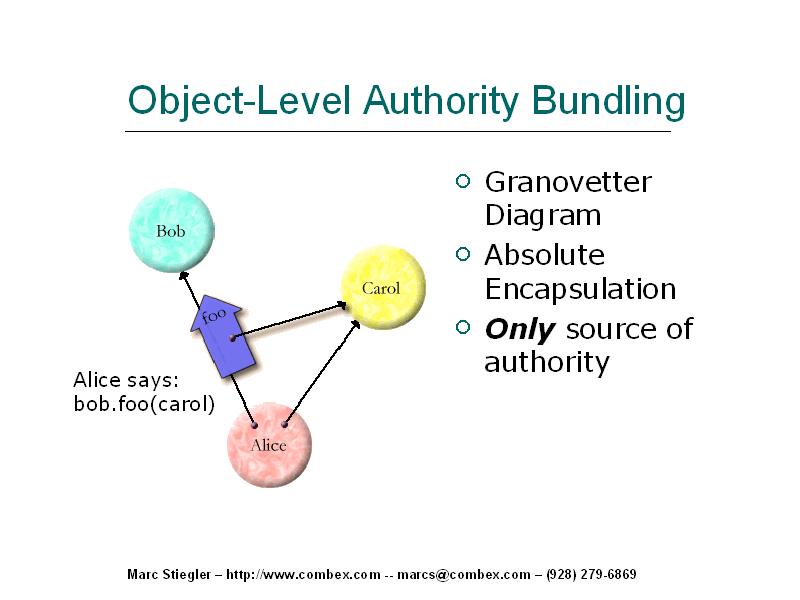 Object-Level Authority Bundling
Bob
Carol
foo
Alice says:
bob.foo(carol)
Alice
Granovetter
Diagram
Absolute
Encapsulation
Only source of
authority
Marc Stiegler – http://www.combex.com -- marcs@combex.com – (928) 279-6869